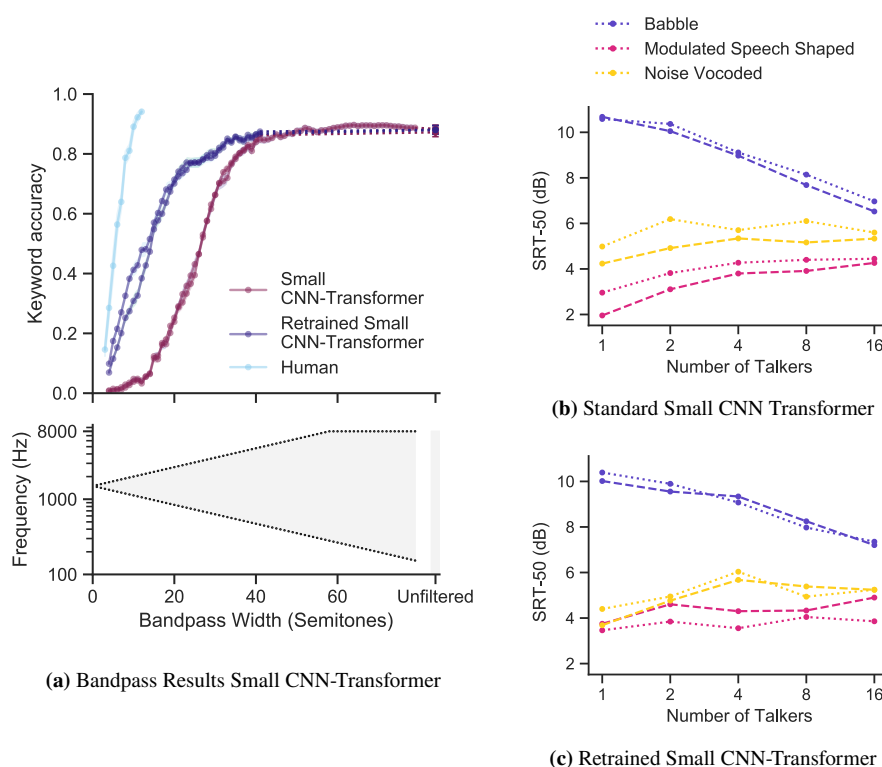 1.0
0.8
0.6
0.4
0.2
0.0
Keyword accuracy
Small
CNN-Transformer
Retrained Small
CNN-Transformer
Human
8000
1000
100
Frequency (Hz)
0 20 40 60 Unfiltered
Bandpass Width (Semitones)
(a) Bandpass Results Small CNN-Transformer
Babble
Modulated Speech Shaped
Noise Vocoded
10
8
6
4
2
SRT-50 (dB)
1 2 4 8 16
Number of Talkers
(b) Standard Small CNN Transformer
10
8
6
4
2
SRT-50 (dB)
1 2 4 8 16
Number of Talkers
(c) Retrained Small CNN-Transformer